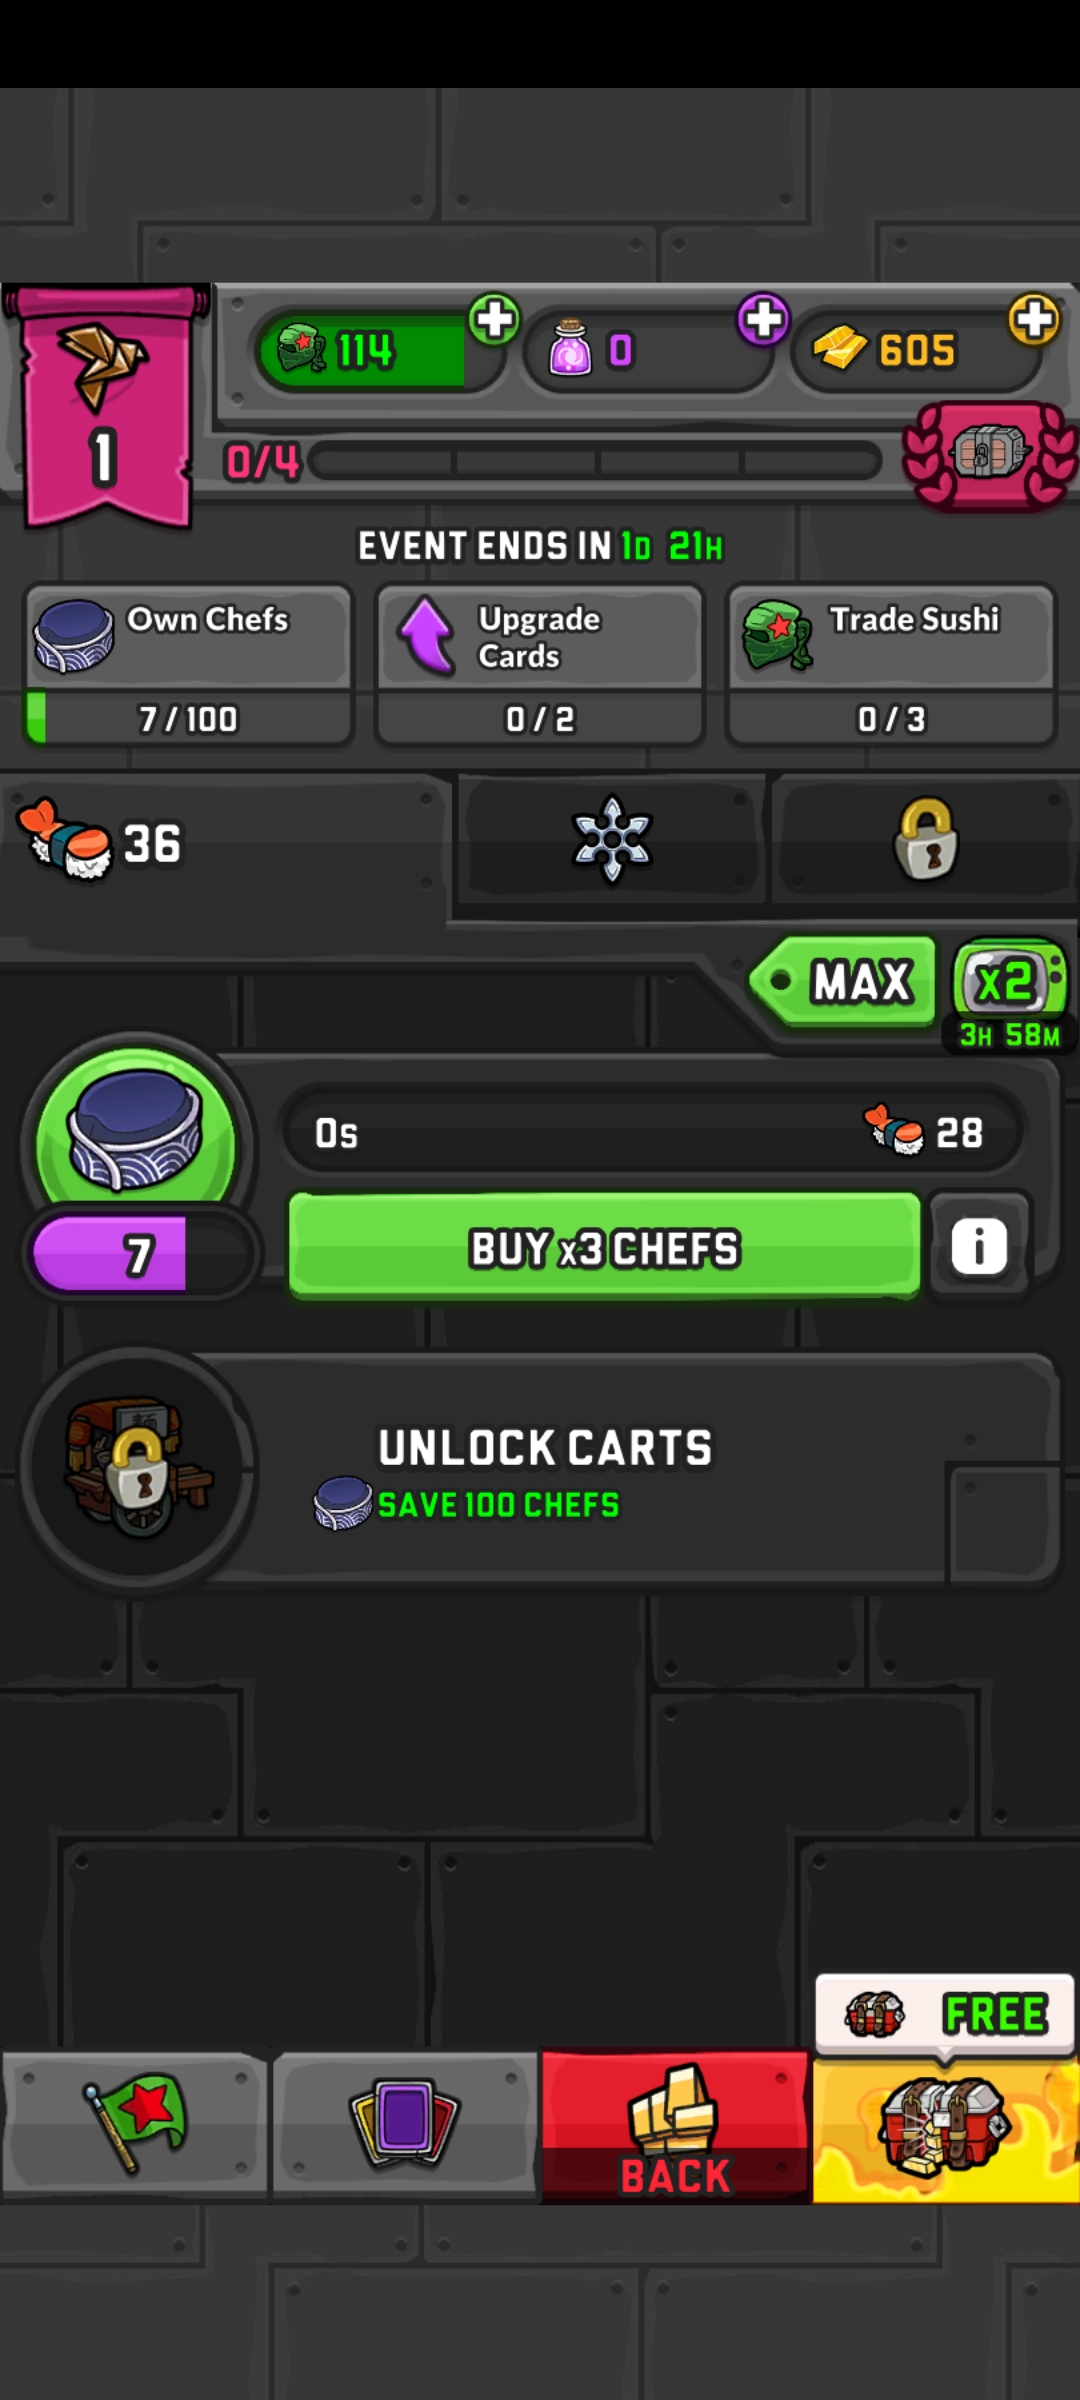 114
0
605
1
0/4
EVENT ENDS IN 1D 21H
Own Chefs
Upgrade
Cards
Trade Sushi
7 / 100
0 / 2
0 / 3
36
MAX
x2
3H 58M
0s
28
7
BUY x3 CHEFS
i
UNLOCK CARTS
SAVE 100 CHEFS
FREE
BACK